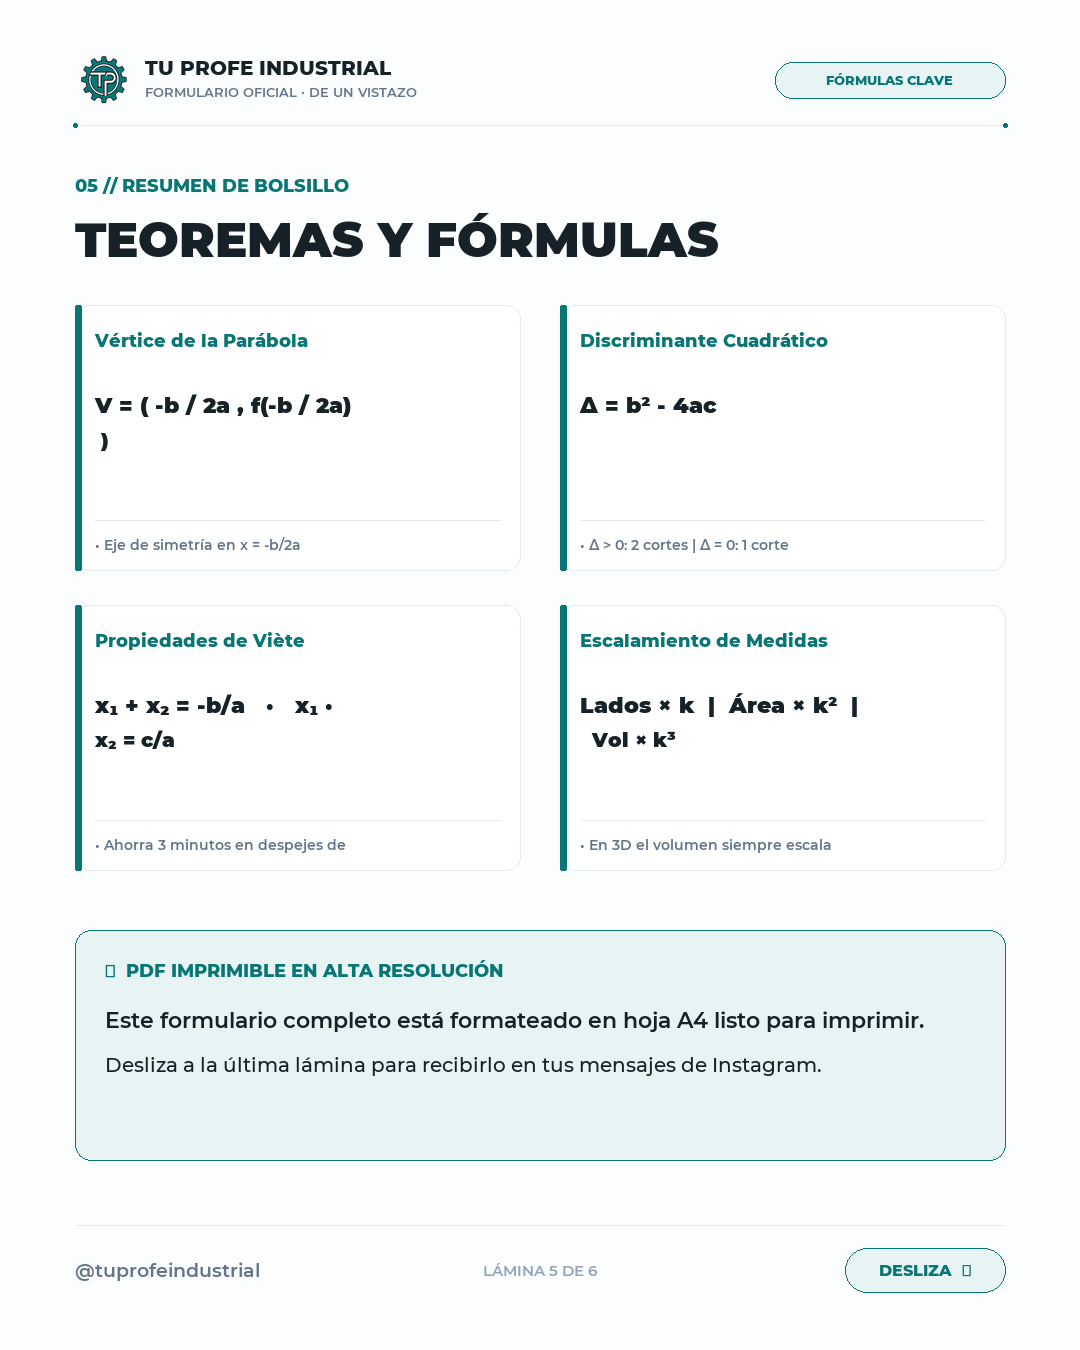 TU PROFE INDUSTRIAL
FORMULARIO OFICIAL · DE UN VISTAZO
FÓRMULAS CLAVE
05 // RESUMEN DE BOLSILLO
TEOREMAS Y FÓRMULAS
Vértice de la Parábola
V = ( -b / 2a , f(-b / 2a)
)
• Eje de simetría en x = -b/2a
Discriminante Cuadrático
Δ = b² - 4ac
• Δ > 0: 2 cortes | Δ = 0: 1 corte
Propiedades de Viète
x₁ + x₂ = -b/a • x₁ •
x₂ = c/a
• Ahorra 3 minutos en despejes de
Escalamiento de Medidas
Lados × k | Área × k² |
Vol × k³
• En 3D el volumen siempre escala
PDF IMPRIMIBLE EN ALTA RESOLUCIÓN
Este formulario completo está formateado en hoja A4 listo para imprimir.
Desliza a la última lámina para recibirlo en tus mensajes de Instagram.
@tuprofeindustrial
LÁMINA 5 DE 6
DESLIZA